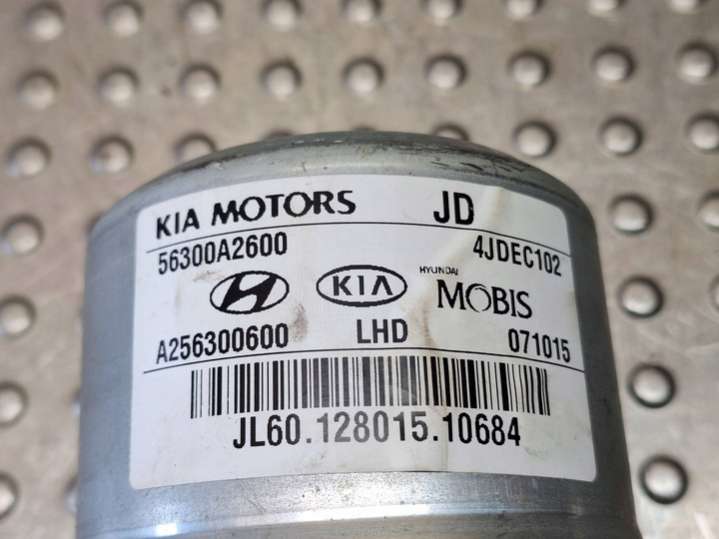 KIA MOTORS JD
56300A2600 4JDEC102
KIA HYUNDAI MOBIS
A256300600 LHD 071015
JL60.128015.10684